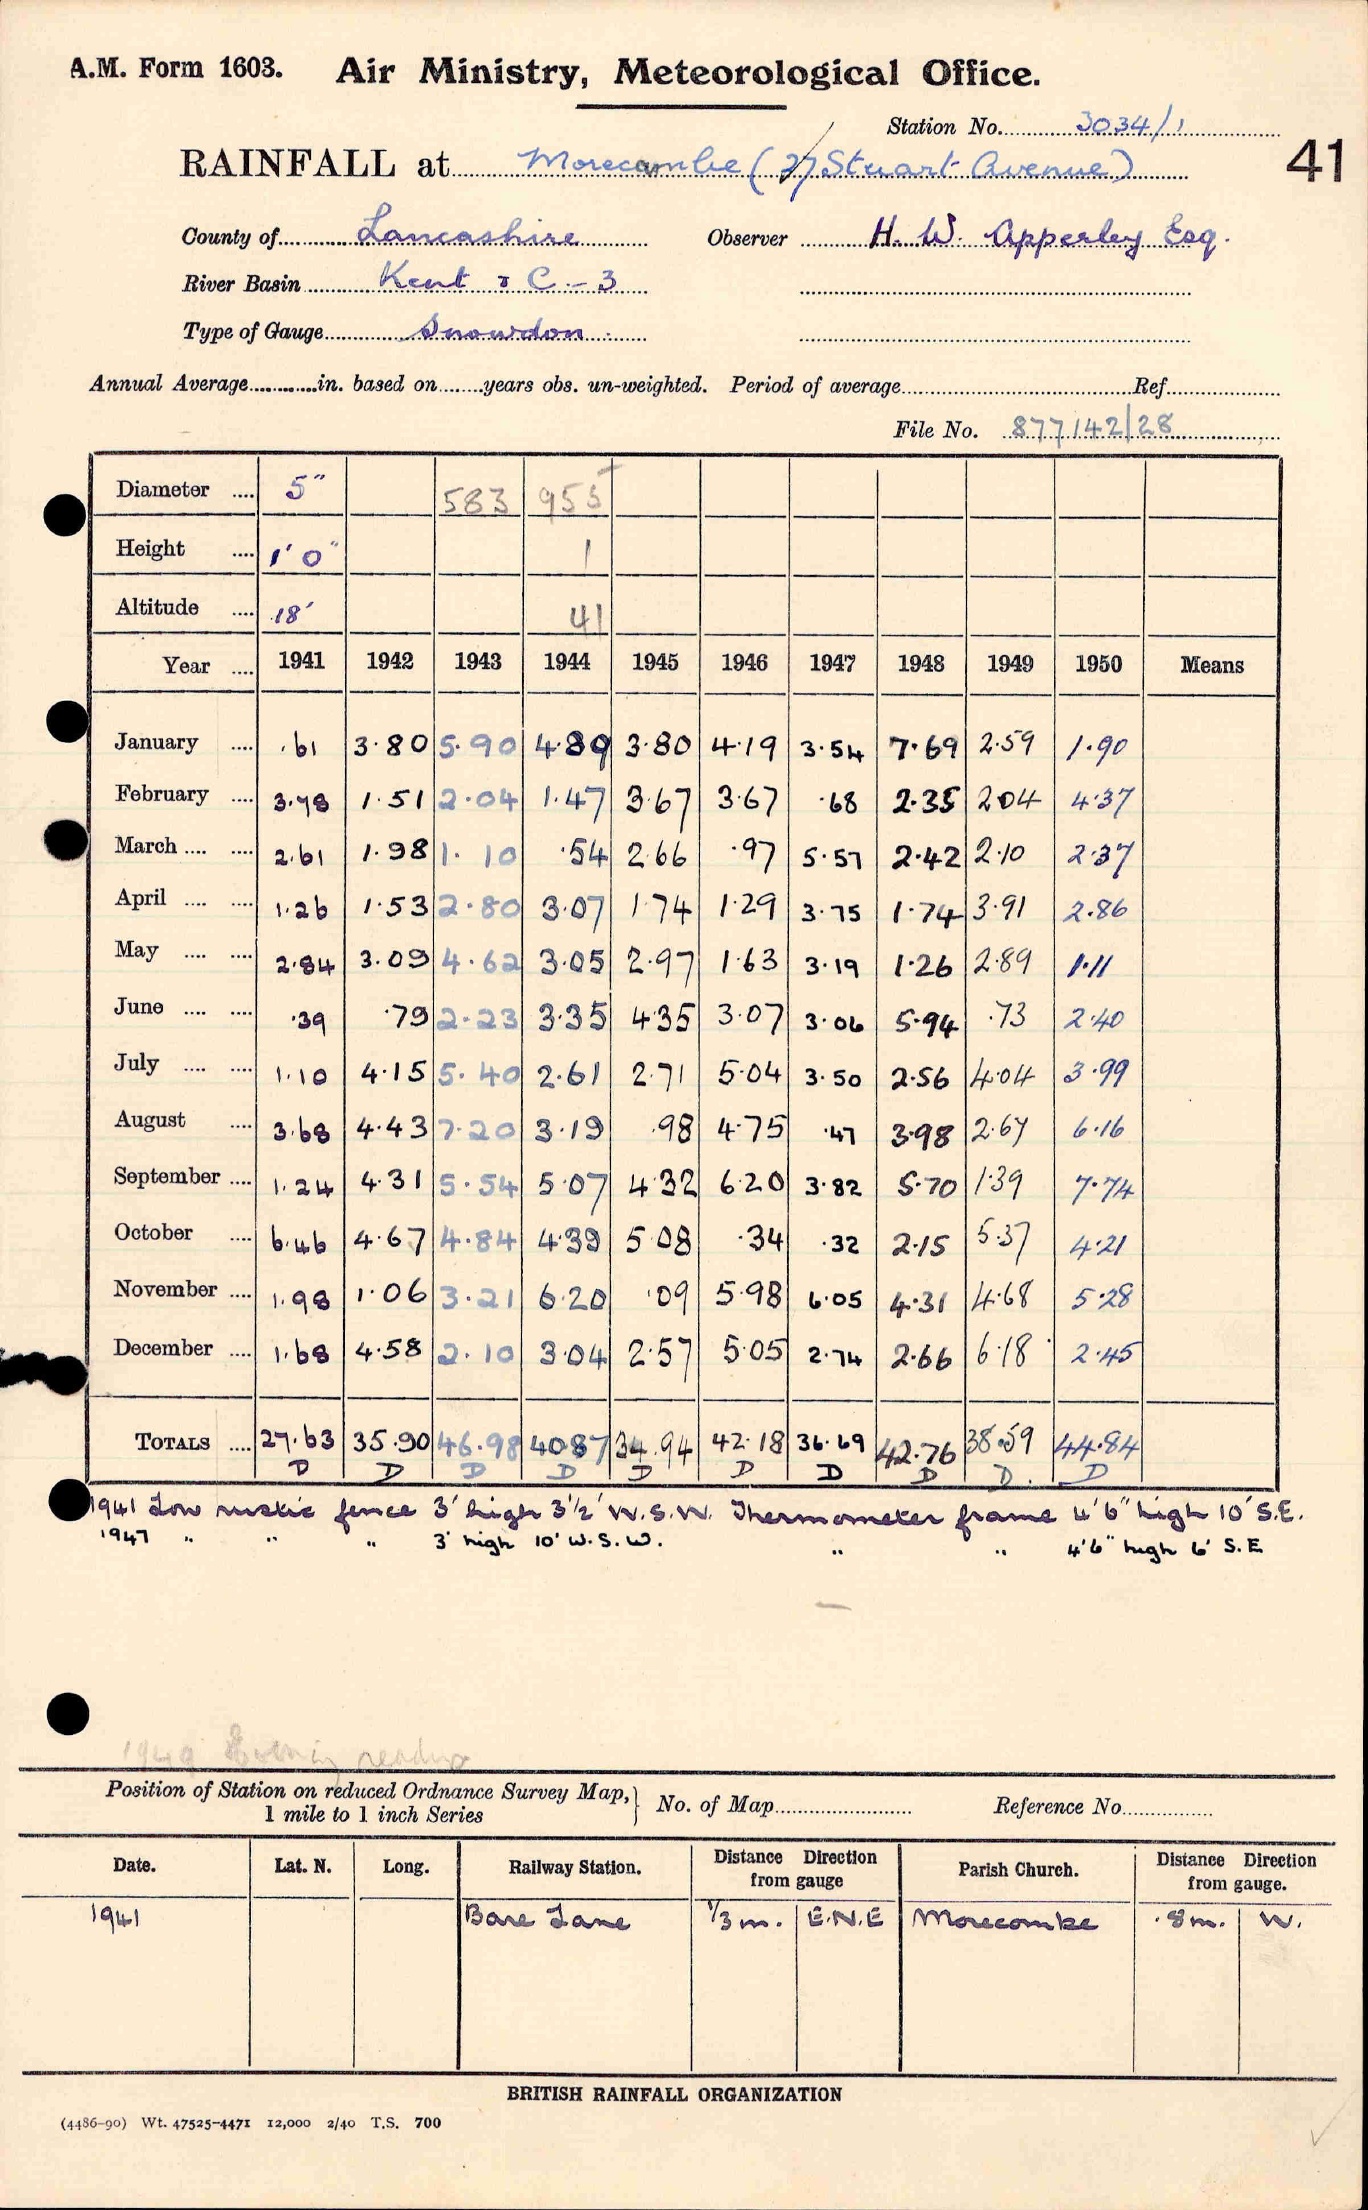 A.M. Form 1603. Air Ministry, Meteorological Office.
Station No. 3034/1
RAINFALL at Morecambe (27 Stuart Avenue)
41
County of Lancashire Observer H. W. Apperley Esq.
River Basin Kent & C - 3
Type of Gauge Snowdon
Annual Average............in. based on........years obs. un-weighted. Period of average Ref
File No. 877142/28
Diameter .... 5" 583 955
Height .... 1' 0" 1
Altitude .... 18' 41
Year .... 1941 1942 1943 1944 1945 1946 1947 1948 1949 1950 Means
January .... .61 3.80 5.90 4.89 3.80 4.19 3.54 7.69 2.59 1.90
February .... 3.78 1.51 2.04 1.47 3.67 3.67 .68 2.35 2.04 4.37
March .... .... 2.61 1.98 1.10 .54 2.66 .97 5.57 2.42 2.10 2.37
April .... .... 1.26 1.53 2.80 3.07 1.74 1.29 3.75 1.74 3.91 2.86
May .... .... 2.84 3.09 4.62 3.05 2.97 1.63 3.19 1.26 2.89 1.11
June .... .... .39 .79 2.23 3.35 4.35 3.07 3.06 5.94 .73 2.40
July .... .... 1.10 4.15 5.40 2.61 2.71 5.04 3.50 2.56 4.04 3.99
August .... 3.68 4.43 7.20 3.19 .98 4.75 .47 3.98 2.67 6.16
September .... 1.24 4.31 5.54 5.07 4.32 6.20 3.82 5.70 1.39 7.74
October .... 6.46 4.67 4.84 4.39 5.08 .34 .32 2.15 5.37 4.21
November .... 1.98 1.06 3.21 6.20 .09 5.98 6.05 4.31 4.68 5.28
December .... 1.68 4.58 2.10 3.04 2.57 5.05 2.74 2.66 6.18 2.45
TOTALS .... 27.63 35.90 46.98 40.87 34.94 42.18 36.69 42.76 38.59 44.84
D D D D D D D D D. D
1941 Low rustic fence 3' high 3½' W.S.W. Thermometer frame 4'6" high 10' S.E.
1947 " " " 3' high 10' W.S.W. " " 4'6" high 6' S.E
1949 Evening readings
Position of Station on reduced Ordnance Survey Map, 1 mile to 1 inch Series } No. of Map Reference No.
Date. Lat. N. Long. Railway Station. Distance Direction from gauge Parish Church. Distance Direction from gauge.
1941 Bare Lane 1/3 m. E.N.E Morecambe .8m. W.
BRITISH RAINFALL ORGANIZATION
(4486-90) Wt. 47525-4471 12,000 2/40 T.S. 700